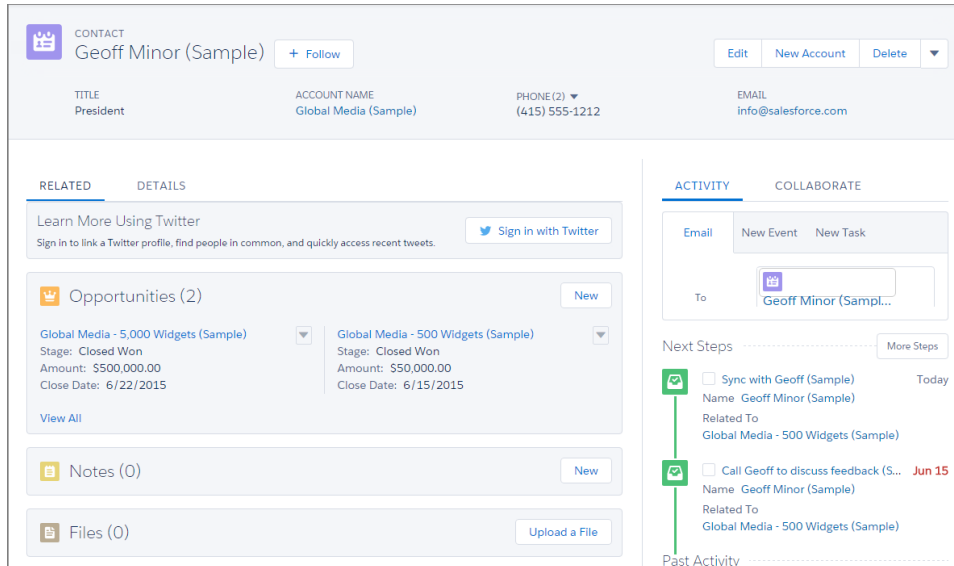 CONTACT
Geoff Minor (Sample)
+ Follow
Edit
New Account
Delete
TITLE
President
ACCOUNT NAME
Global Media (Sample)
PHONE (2)
(415) 555-1212
EMAIL
info@salesforce.com
RELATED
DETAILS
Learn More Using Twitter
Sign in to link a Twitter profile, find people in common, and quickly access recent tweets.
Sign in with Twitter
Opportunities (2)
New
Global Media - 5,000 Widgets (Sample)
Stage: Closed Won
Amount: $500,000.00
Close Date: 6/22/2015
Global Media - 500 Widgets (Sample)
Stage: Closed Won
Amount: $50,000.00
Close Date: 6/15/2015
View All
Notes (0)
New
Files (0)
Upload a File
ACTIVITY
COLLABORATE
Email
New Event
New Task
To
Geoff Minor (Sampl...
Next Steps
More Steps
Sync with Geoff (Sample)
Today
Name Geoff Minor (Sample)
Related To
Global Media - 500 Widgets (Sample)
Call Geoff to discuss feedback (S...
Jun 15
Name Geoff Minor (Sample)
Related To
Global Media - 500 Widgets (Sample)
Past Activity